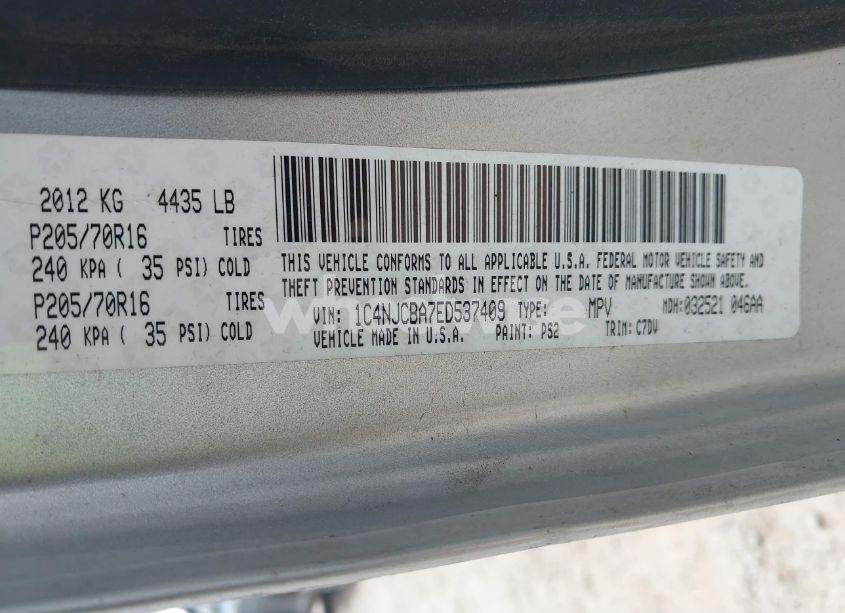 2012 KG 4435 LB
P205/70R16 TIRES
240 KPA ( 35 PSI) COLD
P205/70R16 TIRES
240 KPA ( 35 PSI) COLD
THIS VEHICLE CONFORMS TO ALL APPLICABLE U.S.A. FEDERAL MOTOR VEHICLE SAFETY AND
THEFT PREVENTION STANDARDS IN EFFECT ON THE DATE OF MANUFACTURE SHOWN ABOVE.
VIN: 1C4NJCBA7ED537409 TYPE: MPV MDH:032521 046AA
VEHICLE MADE IN U.S.A. PAINT: PS2 TRIM: C7DV